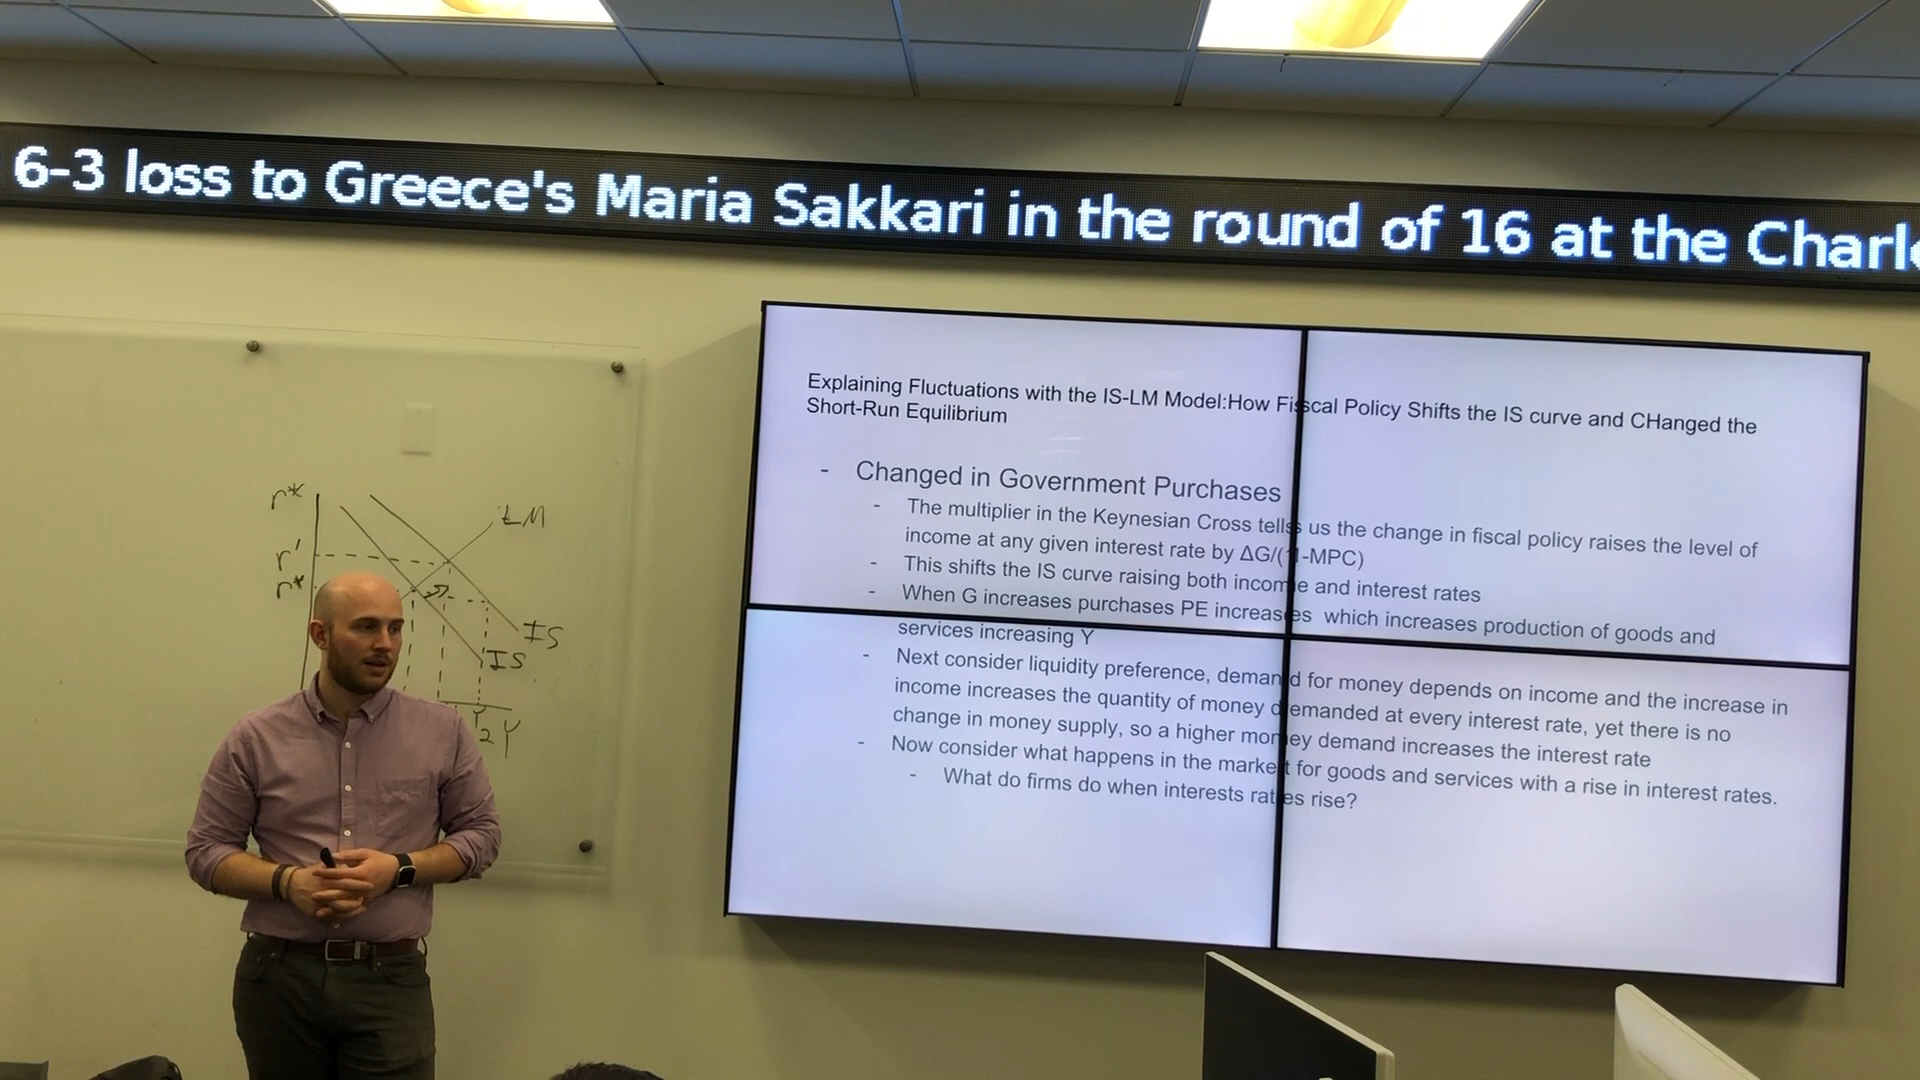 6-3 loss to Greece's Maria Sakkari in the round of 16 at the Charle
Explaining Fluctuations with the IS-LM Model:How Fiscal Policy Shifts the IS curve and CHanged the
Short-Run Equilibrium
- Changed in Government Purchases
- The multiplier in the Keynesian Cross tells us the change in fiscal policy raises the level of
income at any given interest rate by ΔG/(1-MPC)
- This shifts the IS curve raising both income and interest rates
- When G increases purchases PE increases which increases production of goods and
services increasing Y
- Next consider liquidity preference, demand for money depends on income and the increase in
income increases the quantity of money demanded at every interest rate, yet there is no
change in money supply, so a higher money demand increases the interest rate
- Now consider what happens in the market for goods and services with a rise in interest rates.
- What do firms do when interests rates rise?
r*
LM
r'
r*
IS
IS
Y2
Y